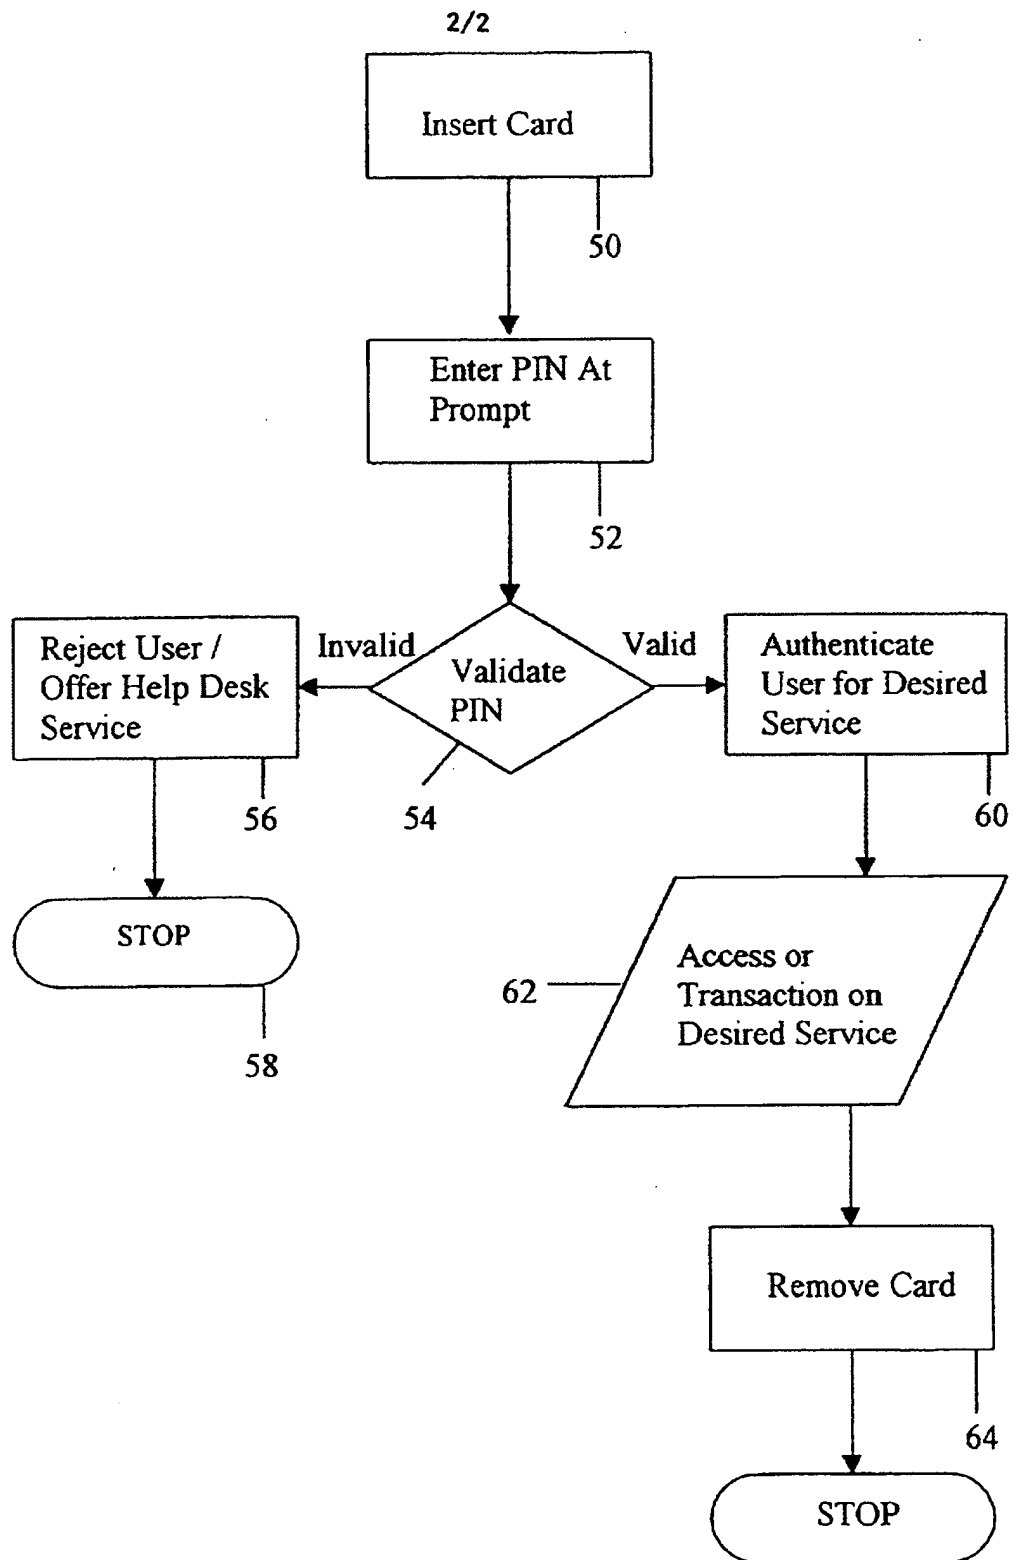 2/2
Insert Card
50
Enter PIN At
Prompt
52
Invalid
Validate
PIN
Valid
54
Reject User /
Offer Help Desk
Service
56
STOP
58
Authenticate
User for Desired
Service
60
Access or
Transaction on
Desired Service
62
Remove Card
64
STOP